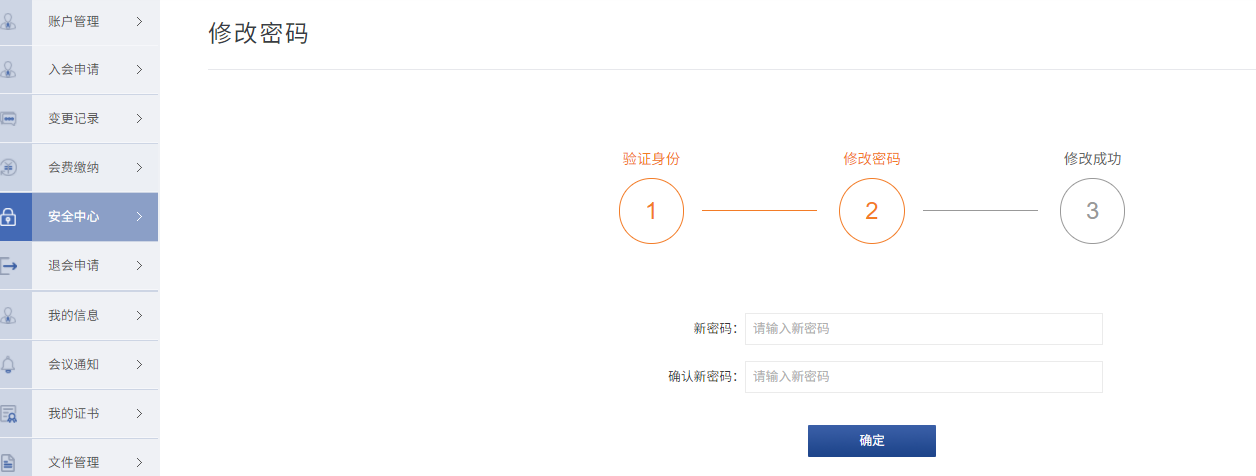 账户管理
入会申请
变更记录
会费缴纳
安全中心
退会申请
我的信息
会议通知
我的证书
文件管理
修改密码
验证身份
修改密码
修改成功
1
2
3
新密码：
请输入新密码
确认新密码：
请输入新密码
确定